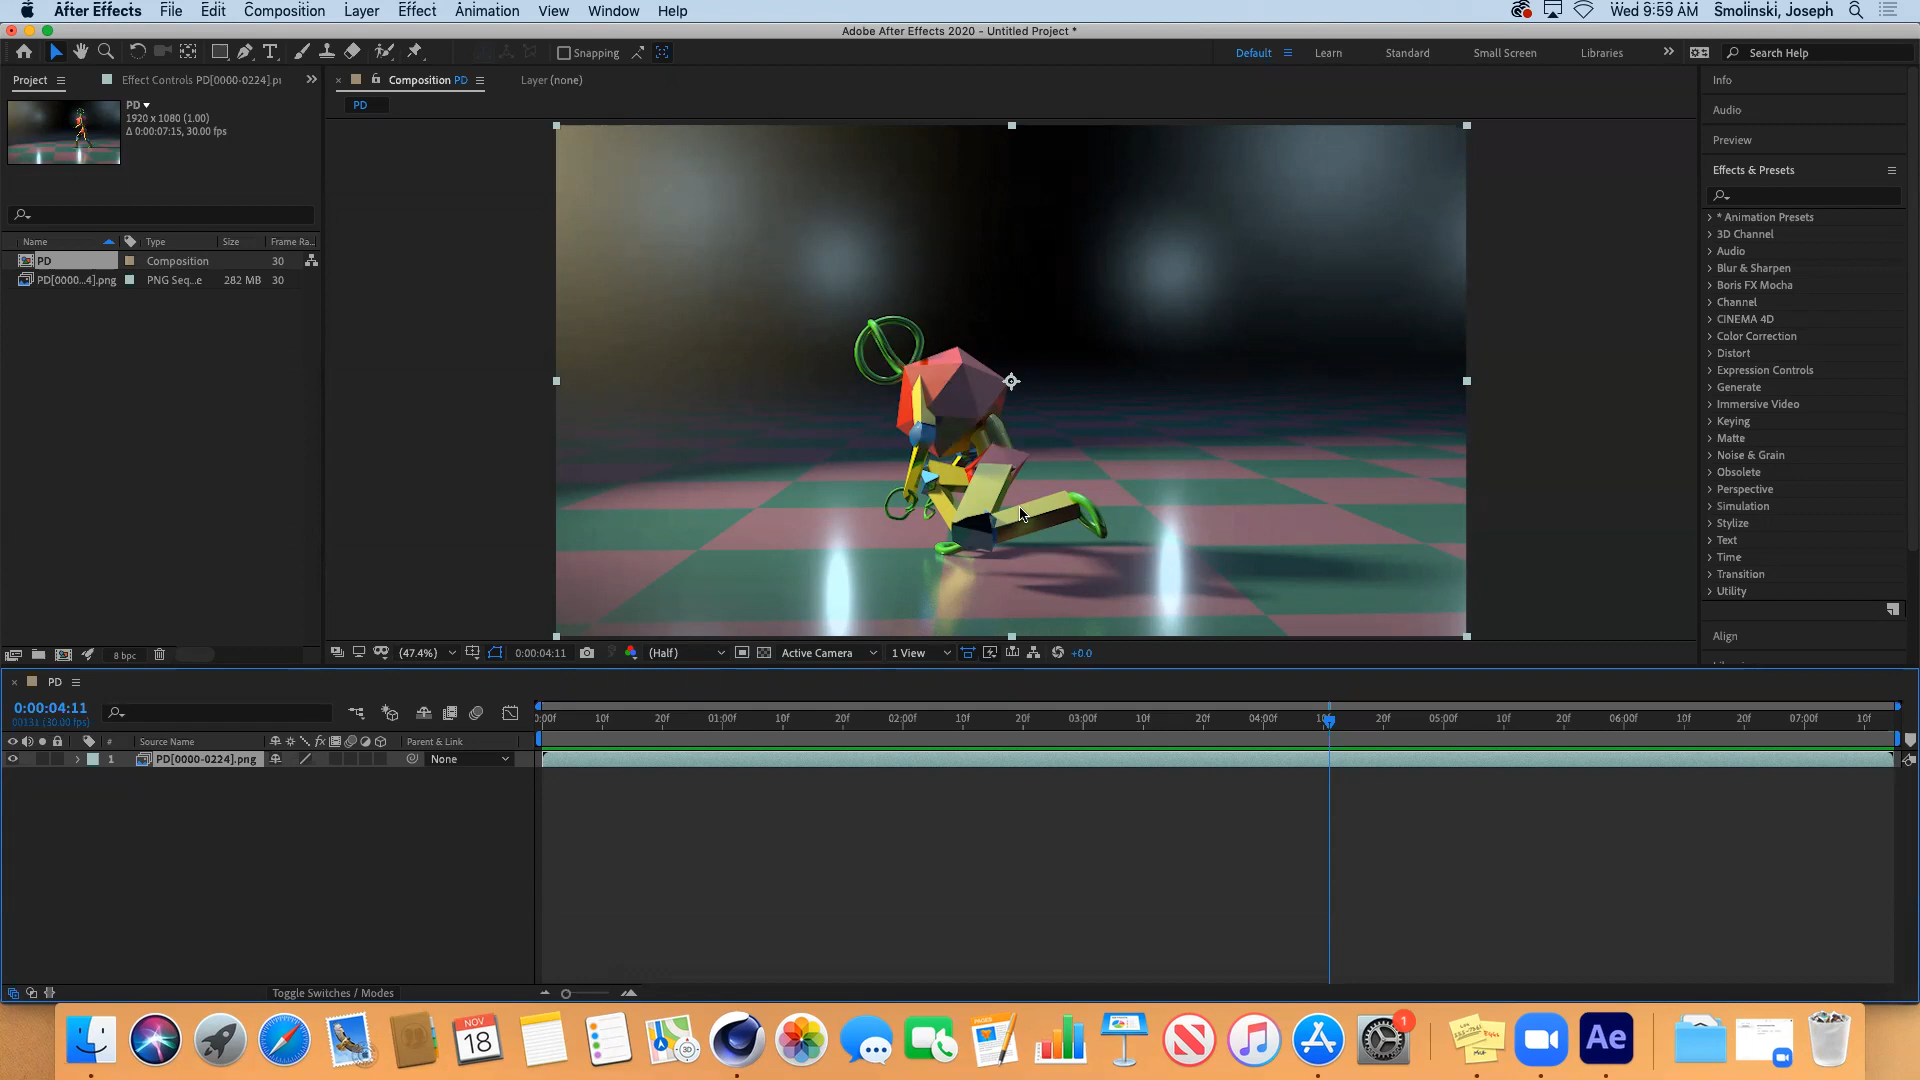 After Effects File Edit Composition Layer Effect Animation View Window Help Wed 9:59 AM Smolinski, Joseph
Adobe After Effects 2020 - Untitled Project *
Snapping Default Learn Standard Small Screen Libraries Search Help
Project Effect Controls PD[0000-0224].pı
Composition PD Layer (none)
PD
PD
1920 x 1080 (1.00)
Δ 0:00:07:15, 30.00 fps
Name Type Size Frame Ra...
PD Composition 30
PD[0000...4].png PNG Seq...e 282 MB 30
8 bpc
Info
Audio
Preview
Effects & Presets
* Animation Presets
3D Channel
Audio
Blur & Sharpen
Boris FX Mocha
Channel
CINEMA 4D
Color Correction
Distort
Expression Controls
Generate
Immersive Video
Keying
Matte
Noise & Grain
Obsolete
Perspective
Simulation
Stylize
Text
Time
Transition
Utility
Align
(47.4%) 0:00:04:11 (Half) Active Camera 1 View +0.0
PD
0:00:04:11
00131 (30.00 fps)
10f 20f 01:00f 10f 20f 02:00f 10f 20f 03:00f 10f 20f 04:00f 20f 05:00f 10f 20f 06:00f 10f 20f 07:00f 10f
# Source Name Parent & Link
1 PD[0000-0224].png None
Toggle Switches / Modes
NOV
18
PAGES
3D
1
Ae